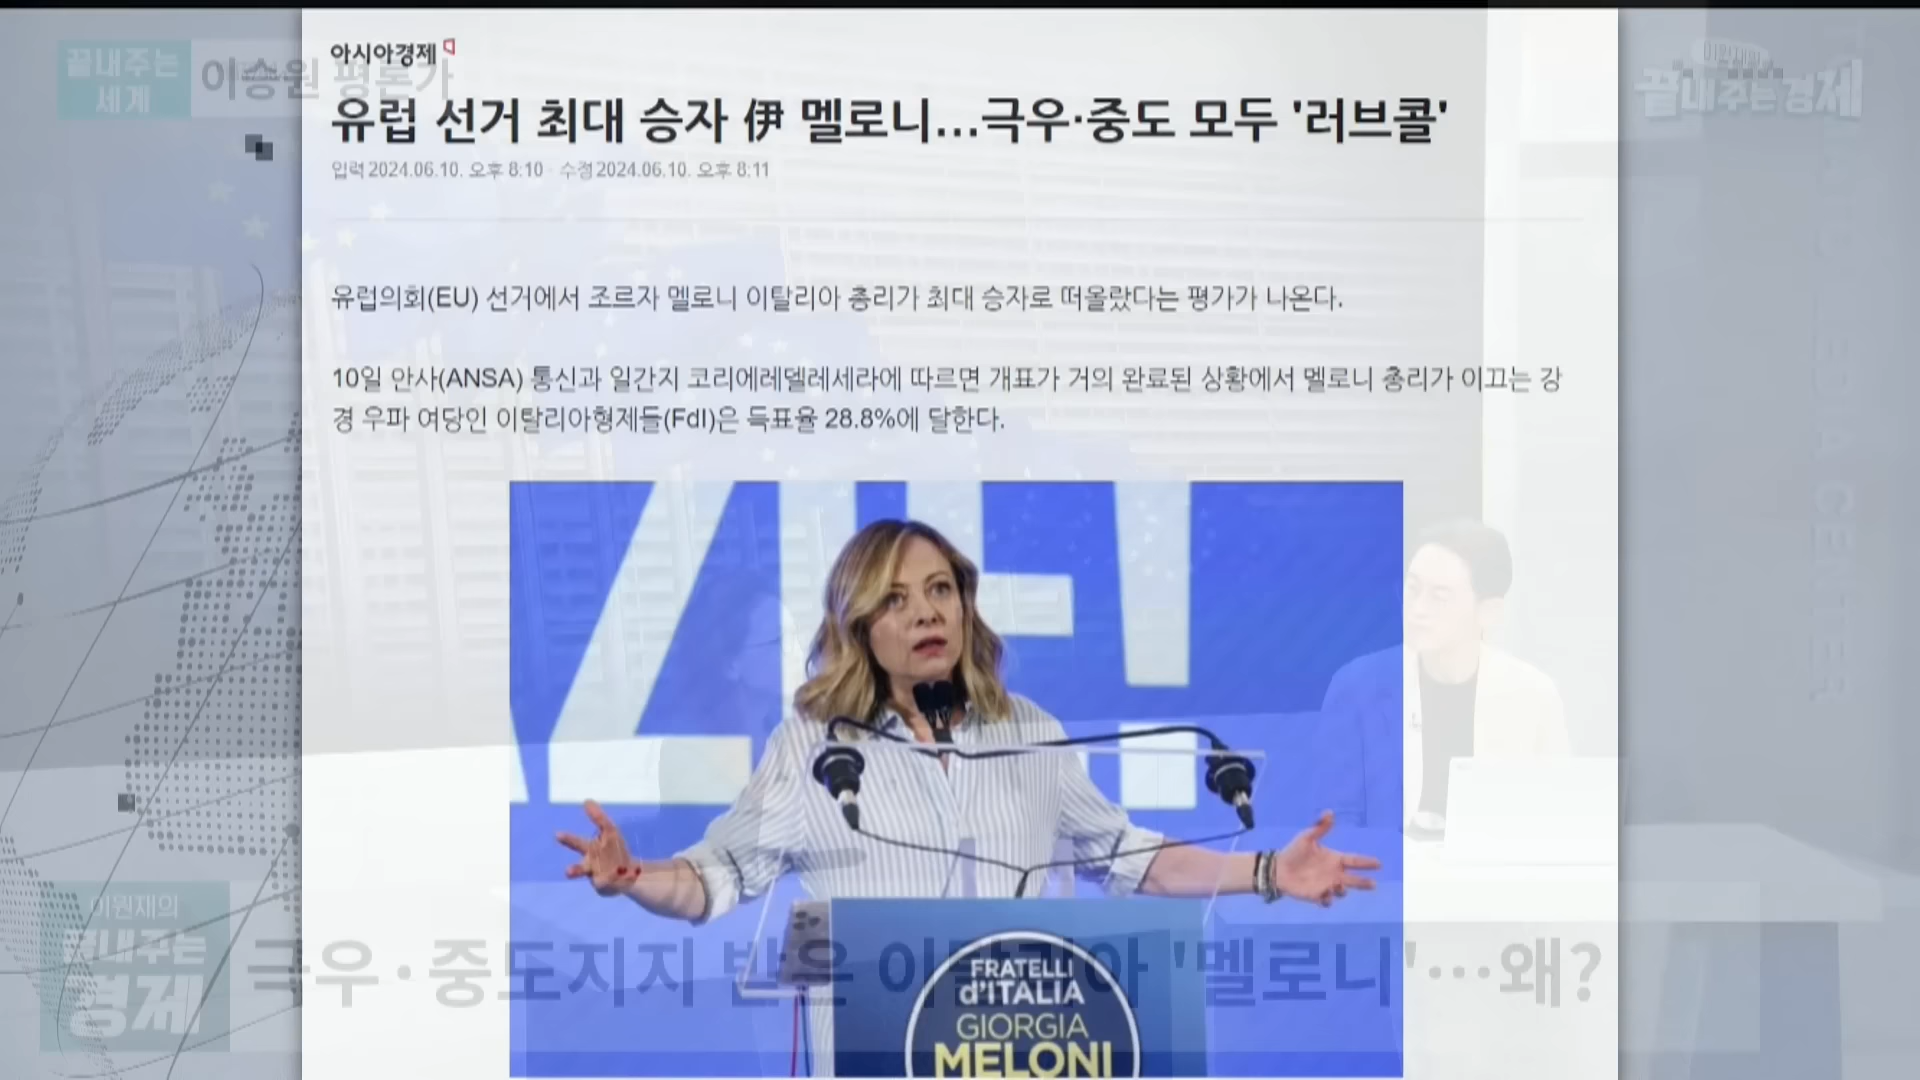 아시아경제
끝내주는
세계
이승원 평론가
이원재의
끝내주는경제
유럽 선거 최대 승자 伊 멜로니...극우·중도 모두 '러브콜'
입력 2024.06.10. 오후 8:10 · 수정 2024.06.10. 오후 8:11
유럽의회(EU) 선거에서 조르자 멜로니 이탈리아 총리가 최대 승자로 떠올랐다는 평가가 나온다.
10일 안사(ANSA) 통신과 일간지 코리에레델레세라에 따르면 개표가 거의 완료된 상황에서 멜로니 총리가 이끄는 강
경 우파 여당인 이탈리아형제들(FdI)은 득표율 28.8%에 달한다.
ZIE!
이원재의
끝내주는
경제
극우·중도지지 받은 이탈리아 '멜로니'…왜?
FRATELLI
d'ITALIA
GIORGIA
MELONI